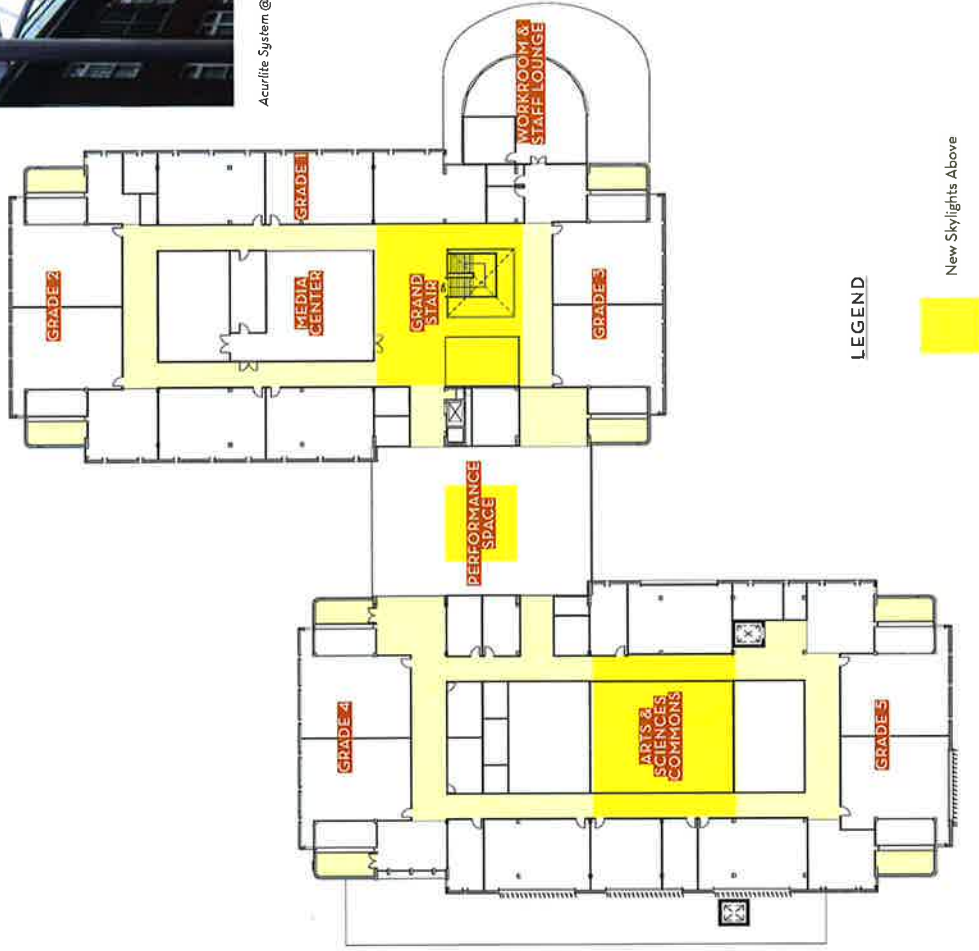 Acurlite System @
WORKROOM &
STAFF LOUNGE
GRADE 1
GRADE 2
MEDIA
CENTER
GRAND
STAIR
GRADE 3
PERFORMANCE
SPACE
GRADE 4
ARTS &
SCIENCES
COMMONS
GRADE 5
LEGEND
New Skylights Above